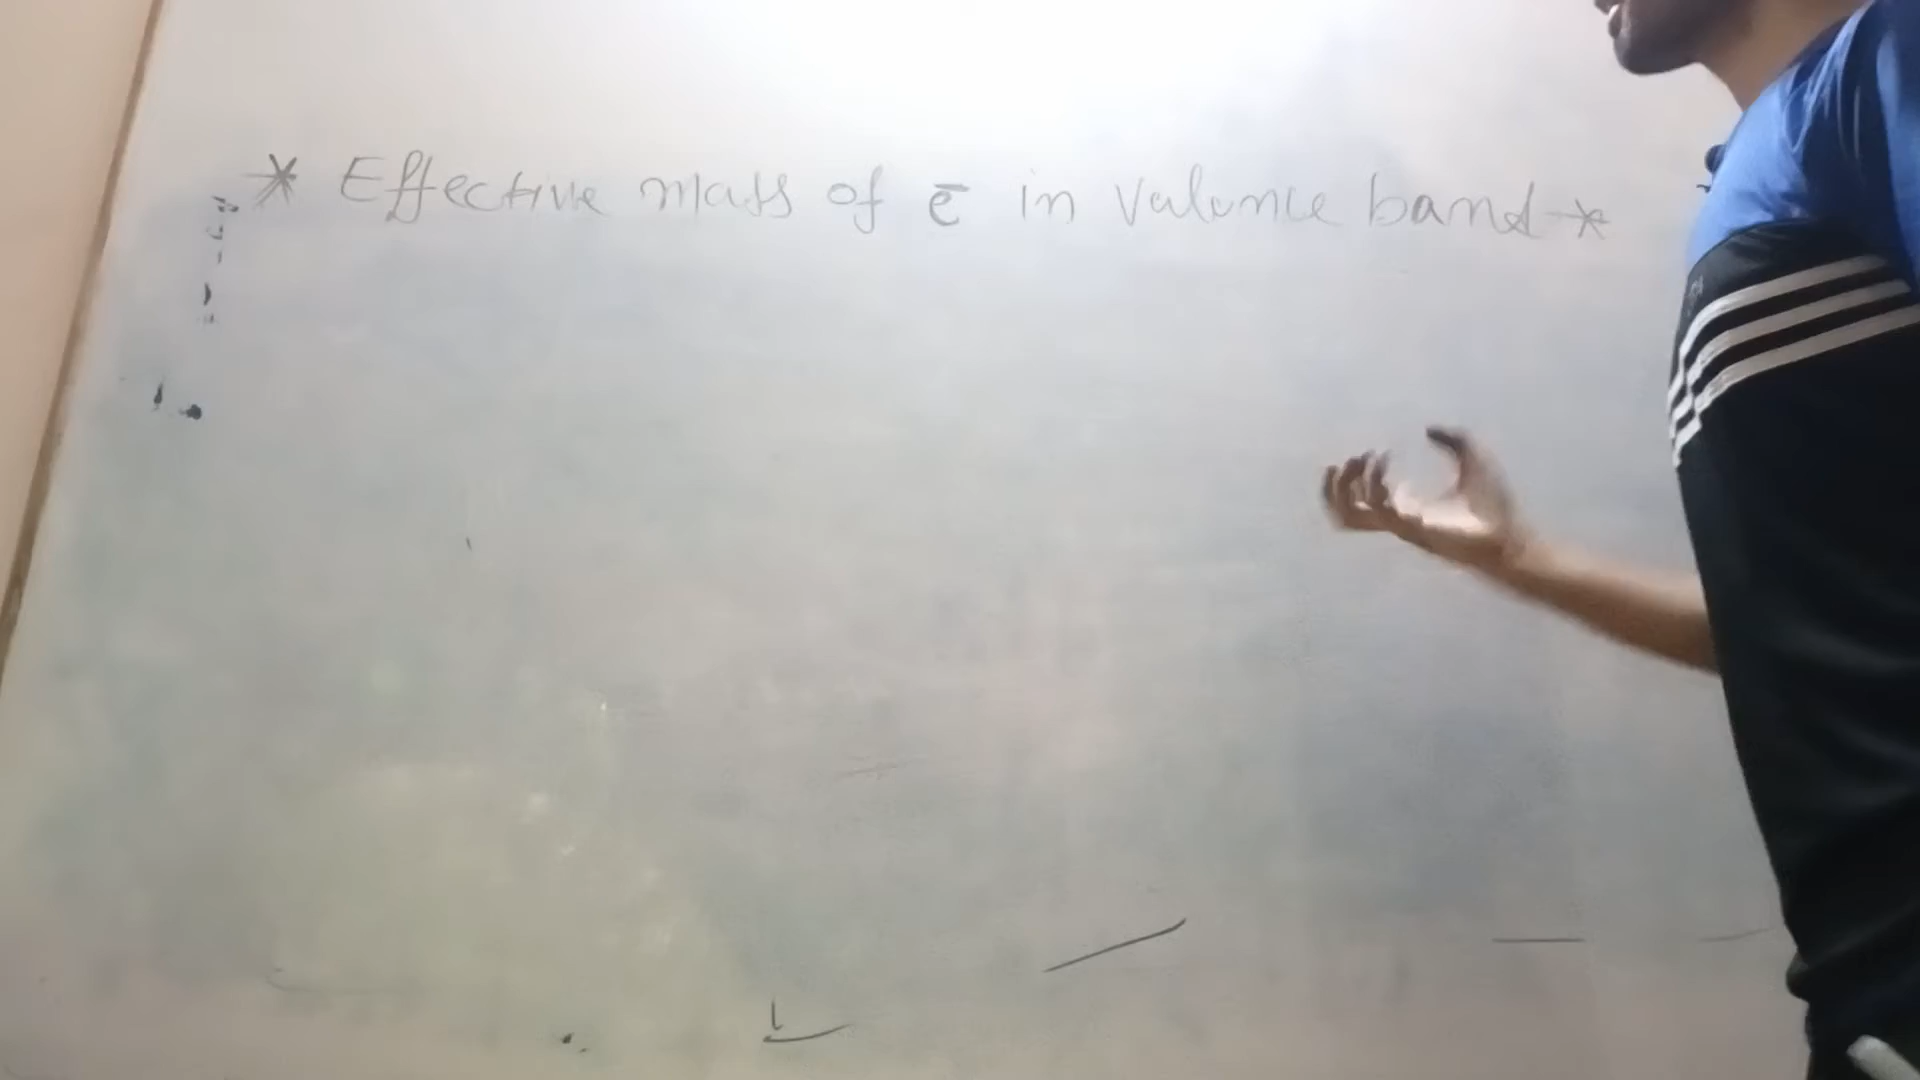 * Effective mass of e̅ in Valence band *